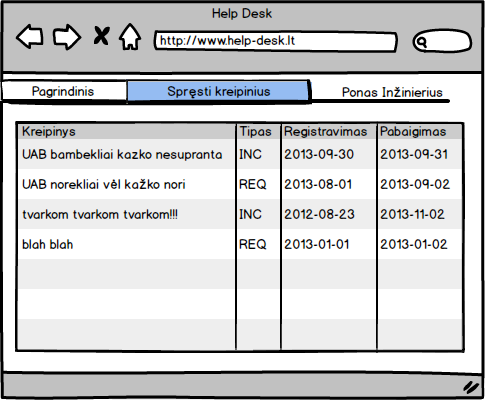 Help Desk
http://www.help-desk.lt
Pagrindinis Spręsti kreipinius Ponas Inžinierius
Kreipinys Tipas Registravimas Pabaigimas
UAB bambekliai kazko nesupranta INC 2013-09-30 2013-09-31
UAB norekliai vėl kažko nori REQ 2013-08-01 2013-09-02
tvarkom tvarkom tvarkom!!! INC 2012-08-23 2013-11-02
blah blah REQ 2013-01-01 2013-01-02